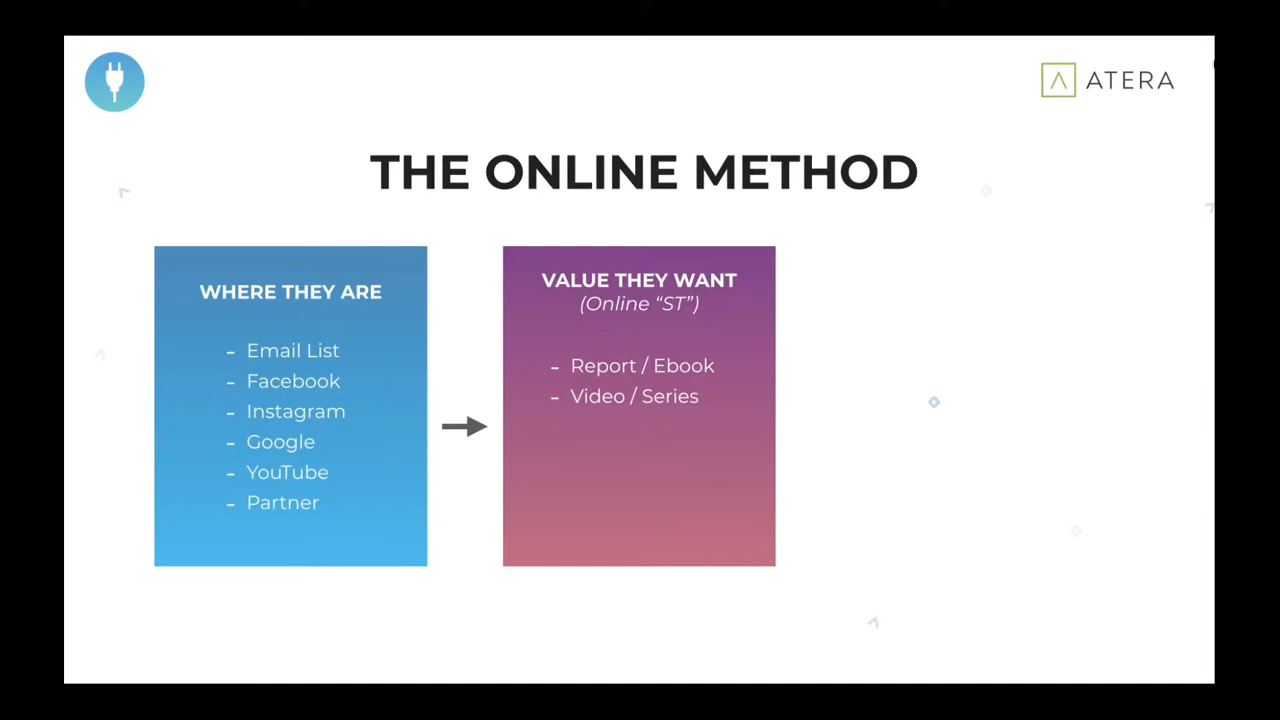 ATERA
THE ONLINE METHOD
WHERE THEY ARE
- Email List
- Facebook
- Instagram
- Google
- YouTube
- Partner
VALUE THEY WANT
(Online “ST”)
- Report / Ebook
- Video / Series